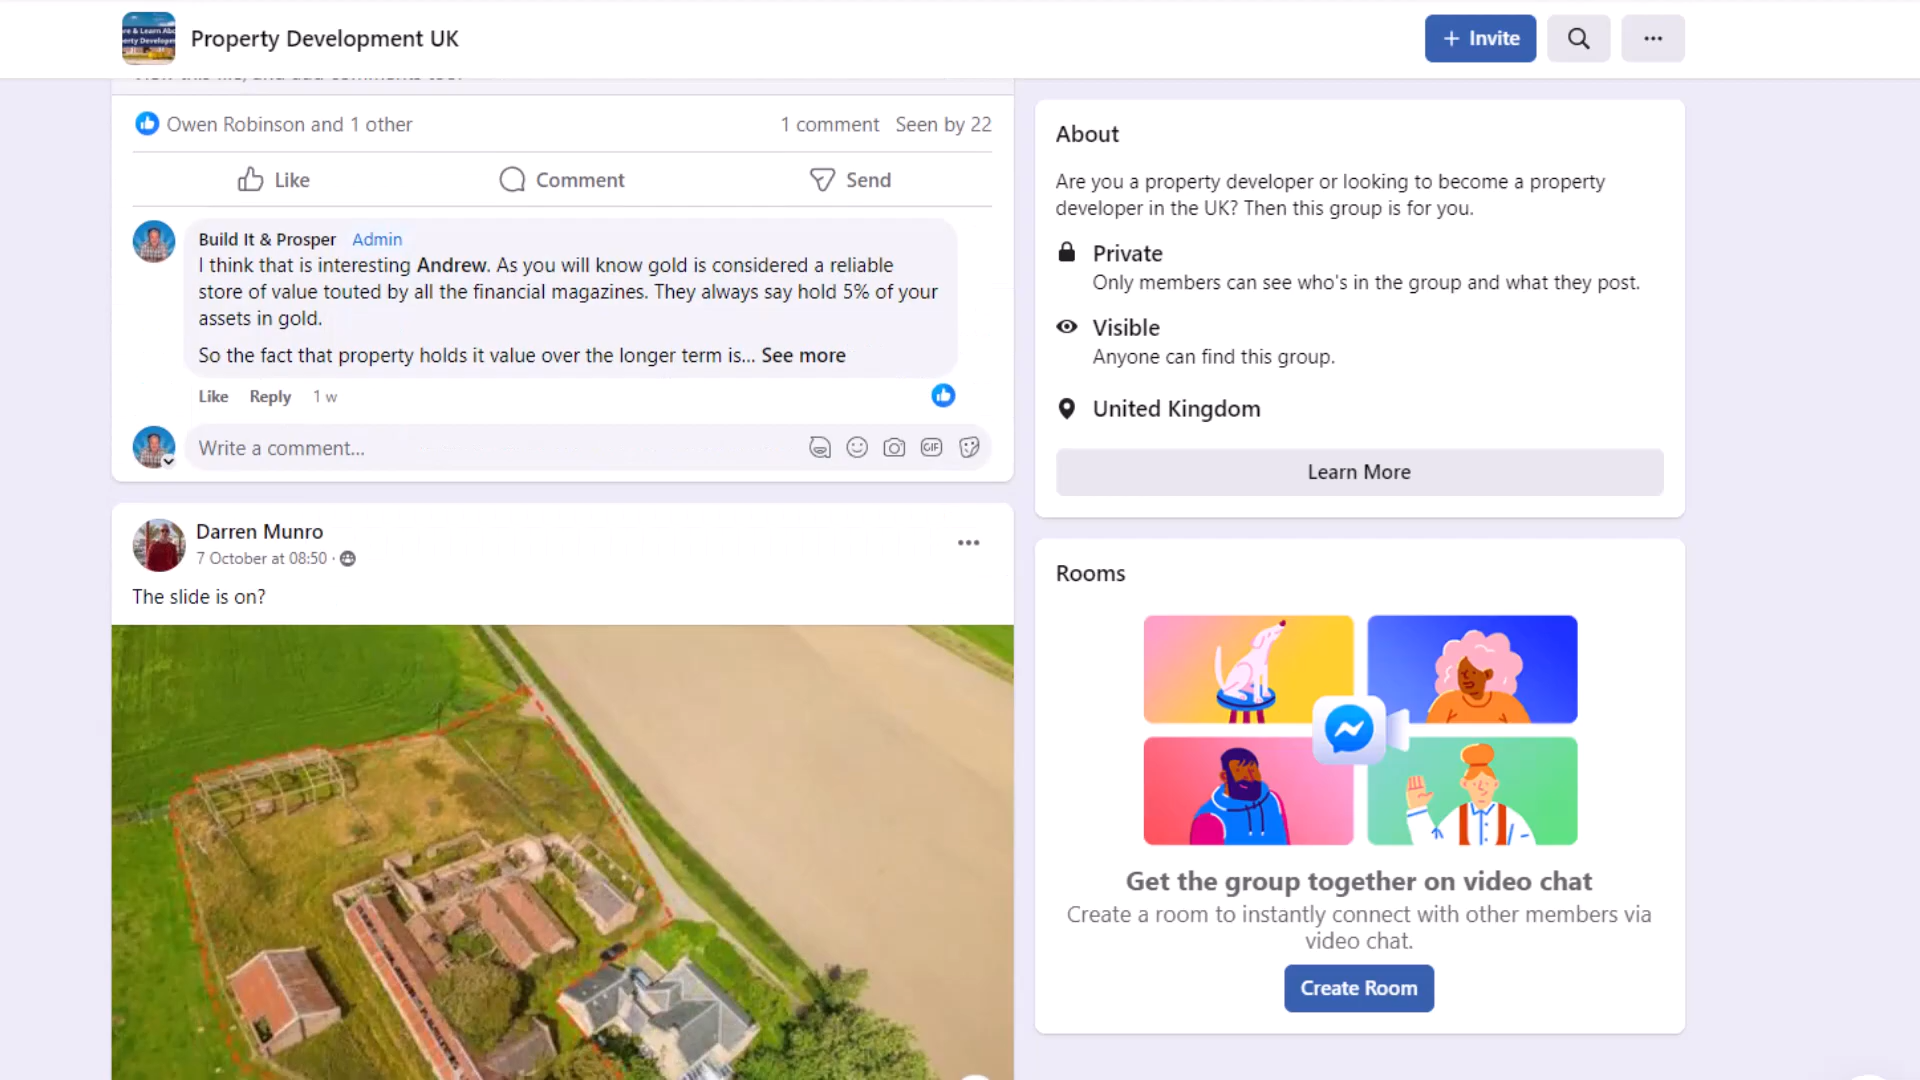 Property Development UK
+ Invite
Owen Robinson and 1 other
1 comment Seen by 22
Like
Comment
Send
Build It & Prosper Admin
I think that is interesting Andrew. As you will know gold is considered a reliable
store of value touted by all the financial magazines. They always say hold 5% of your
assets in gold.
So the fact that property holds it value over the longer term is... See more
Like Reply 1 w
Write a comment...
GIF
Darren Munro
7 October at 08:50 ·
The slide is on?
About
Are you a property developer or looking to become a property
developer in the UK? Then this group is for you.
Private
Only members can see who's in the group and what they post.
Visible
Anyone can find this group.
United Kingdom
Learn More
Rooms
Get the group together on video chat
Create a room to instantly connect with other members via
video chat.
Create Room